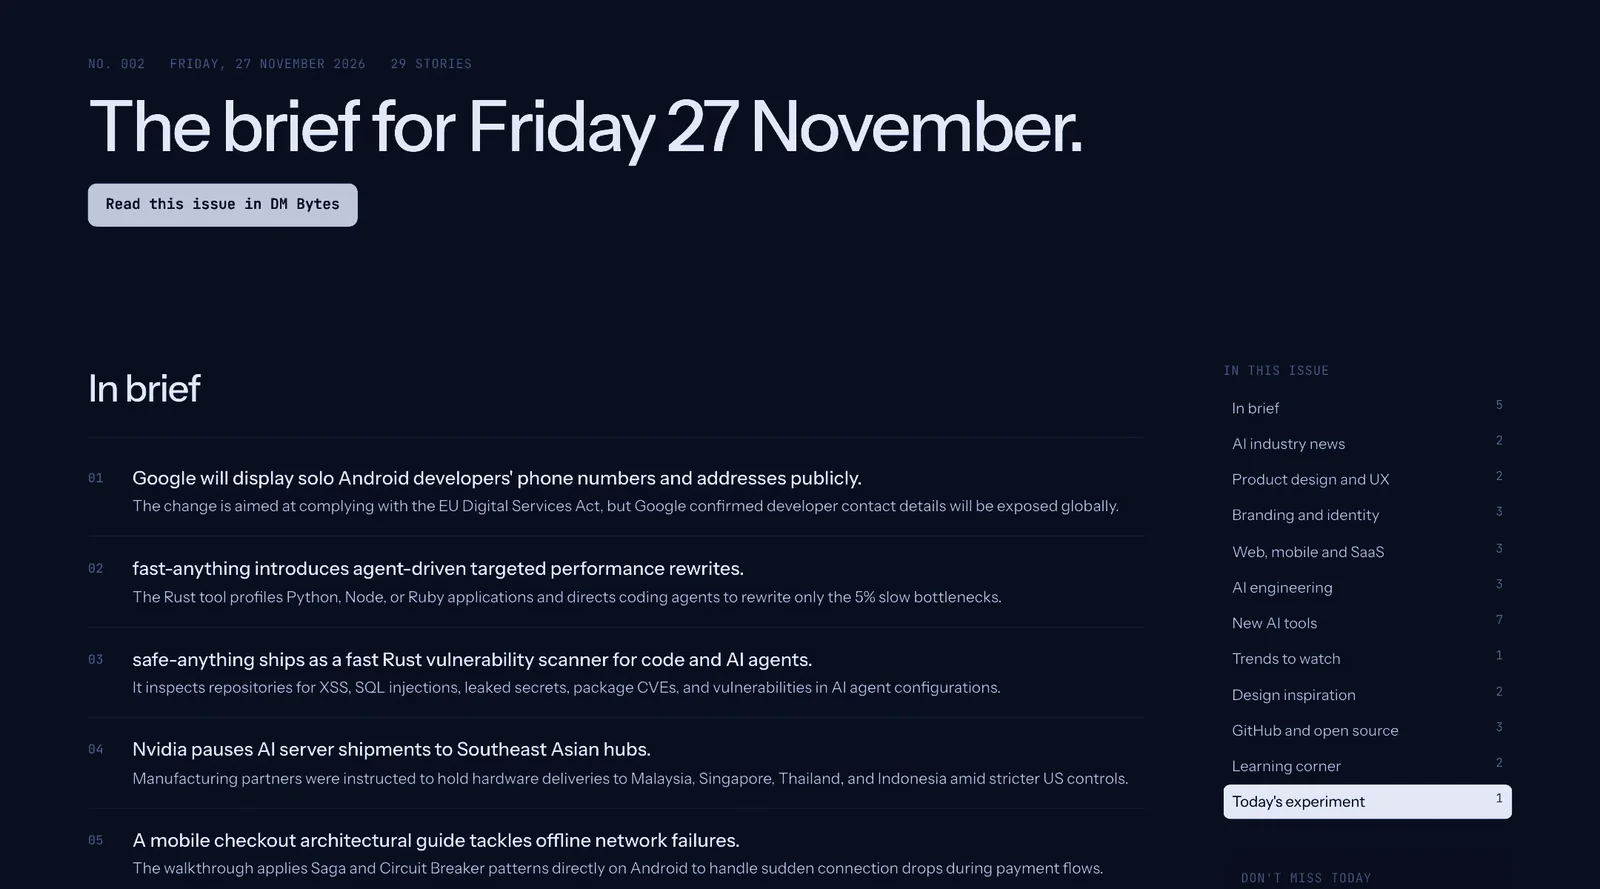 NO. 002 FRIDAY, 27 NOVEMBER 2026 29 STORIES
The brief for Friday 27 November.
Read this issue in DM Bytes
In brief
01 Google will display solo Android developers' phone numbers and addresses publicly.
The change is aimed at complying with the EU Digital Services Act, but Google confirmed developer contact details will be exposed globally.
02 fast-anything introduces agent-driven targeted performance rewrites.
The Rust tool profiles Python, Node, or Ruby applications and directs coding agents to rewrite only the 5% slow bottlenecks.
03 safe-anything ships as a fast Rust vulnerability scanner for code and AI agents.
It inspects repositories for XSS, SQL injections, leaked secrets, package CVEs, and vulnerabilities in AI agent configurations.
04 Nvidia pauses AI server shipments to Southeast Asian hubs.
Manufacturing partners were instructed to hold hardware deliveries to Malaysia, Singapore, Thailand, and Indonesia amid stricter US controls.
05 A mobile checkout architectural guide tackles offline network failures.
The walkthrough applies Saga and Circuit Breaker patterns directly on Android to handle sudden connection drops during payment flows.
IN THIS ISSUE
In brief 5
AI industry news 2
Product design and UX 2
Branding and identity 3
Web, mobile and SaaS 3
AI engineering 3
New AI tools 7
Trends to watch 1
Design inspiration 2
GitHub and open source 3
Learning corner 2
Today's experiment 1
DON'T MISS TODAY